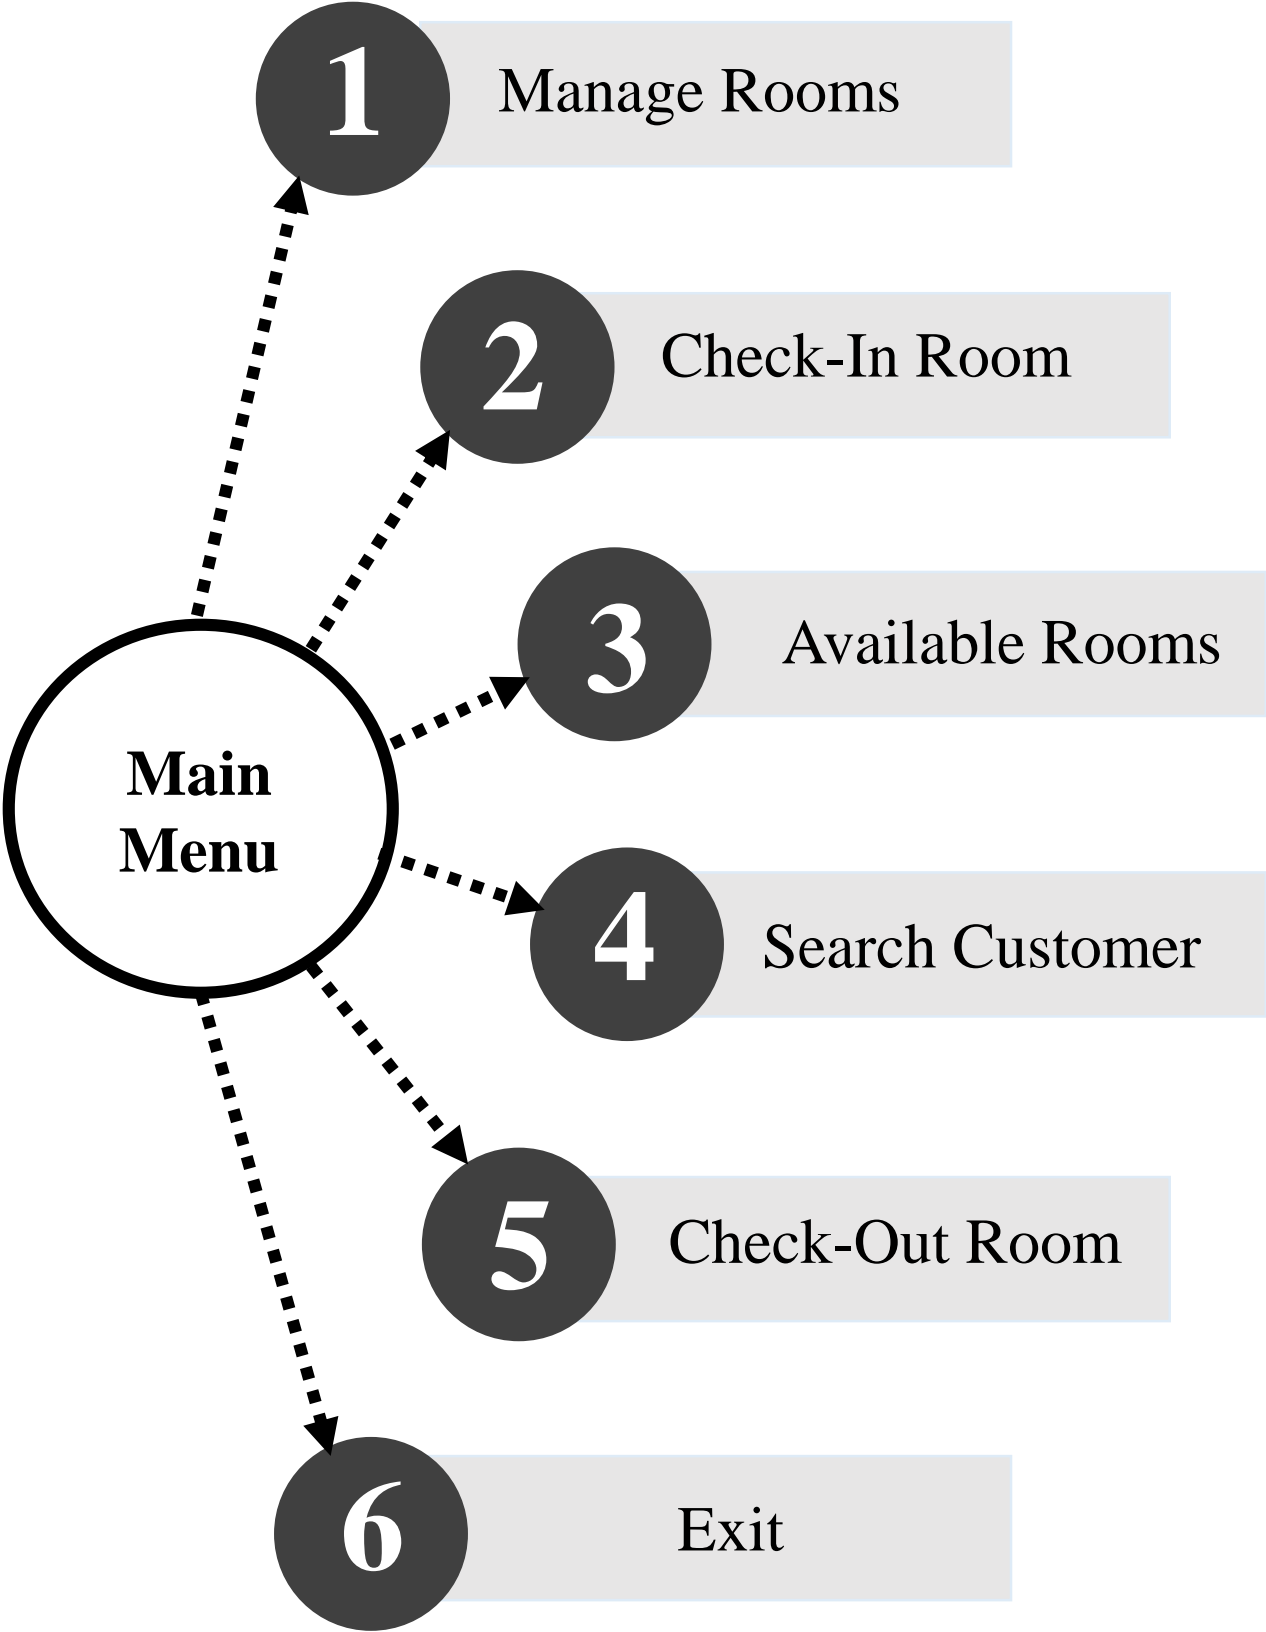 1 Manage Rooms
2 Check-In Room
3 Available Rooms
Main
Menu
4 Search Customer
5 Check-Out Room
6 Exit